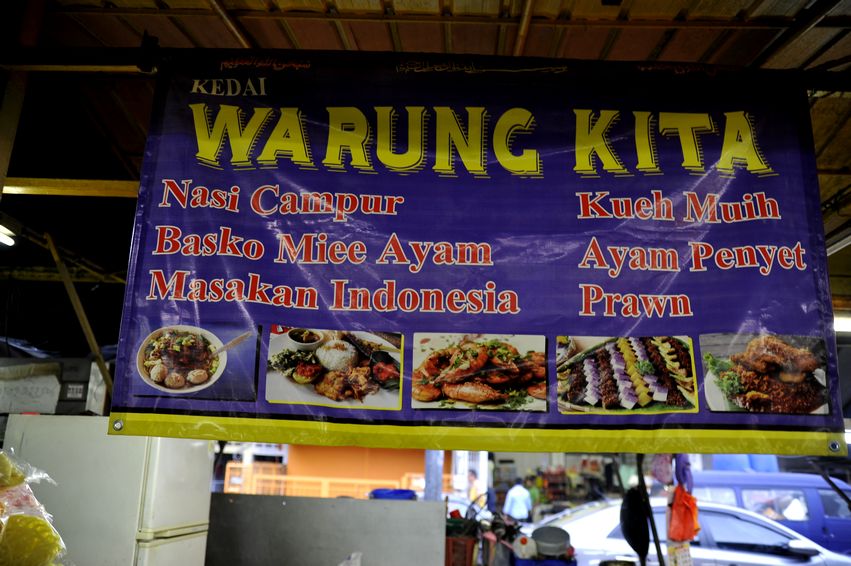 KEDAI
WARUNG KITA
Nasi Campur
Basko Miee Ayam
Masakan Indonesia
Kueh Muih
Ayam Penyet
Prawn